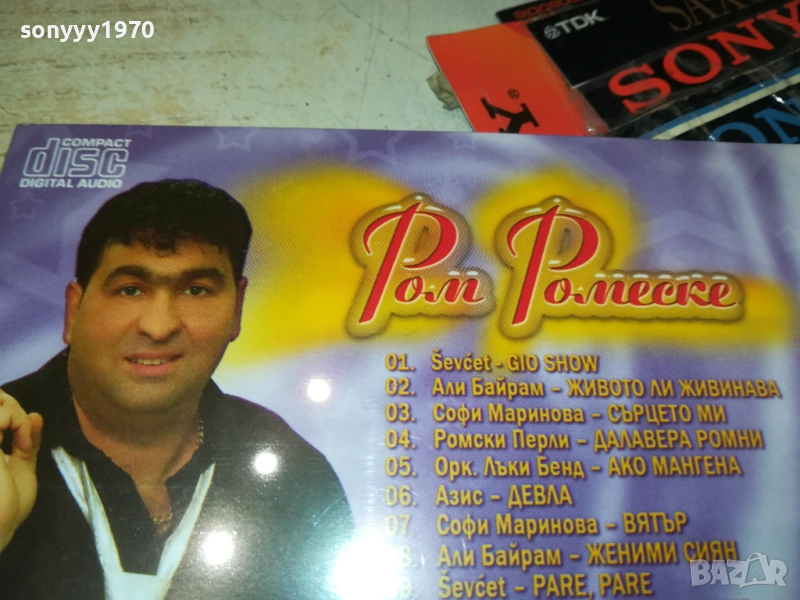 sonyyy1970
TDK
SONY
COMPACT
disc
DIGITAL AUDIO
Ром Ромеске
01. Ševćet - GIO SHOW
02. Али Байрам – ЖИВОТО ЛИ ЖИВИНАВА
03. Софи Маринова – СЪРЦЕТО МИ
04. Ромски Перли – ДАЛАВЕРА РОМНИ
05. Орк. Лъки Бенд – АКО МАНГЕНА
06. Азис – ДЕВЛА
07. Софи Маринова – ВЯТЪР
8. Али Байрам – ЖЕНИМИ СИЯН
Ševćet – PARE, PARE
BAZAR